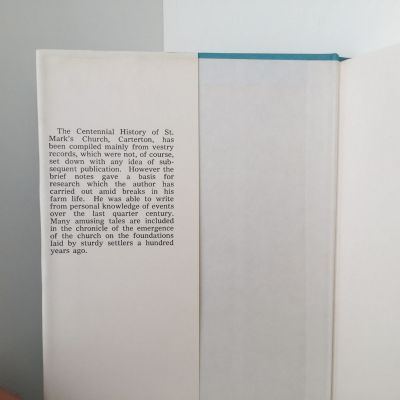 The Centennial History of St.
Mark's Church, Carterton, has
been compiled mainly from vestry
records, which were not, of course,
set down with any idea of sub-
sequent publication. However the
brief notes gave a basis for
research which the author has
carried out amid breaks in his
farm life. He was able to write
from personal knowledge of events
over the last quarter century.
Many amusing tales are included
in the chronicle of the emergence
of the church on the foundations
laid by sturdy settlers a hundred
years ago.